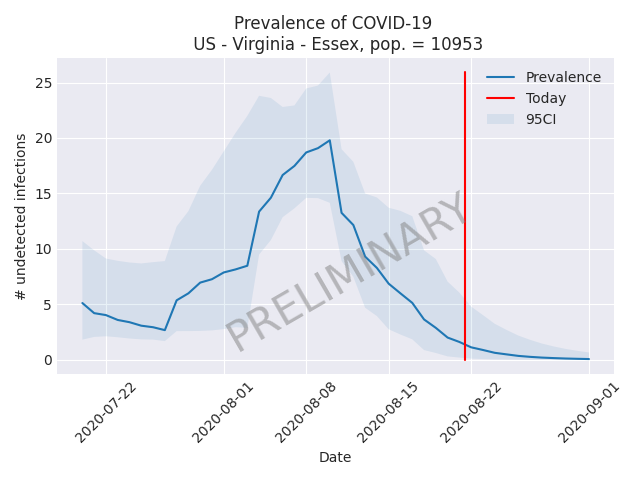 Prevalence of COVID-19
US - Virginia - Essex, pop. = 10953
Prevalence
Today
95CI
# undetected infections
25
20
15
10
5
0
PRELIMINARY
2020-07-22
2020-08-01
2020-08-08
2020-08-15
2020-08-22
2020-09-01
Date